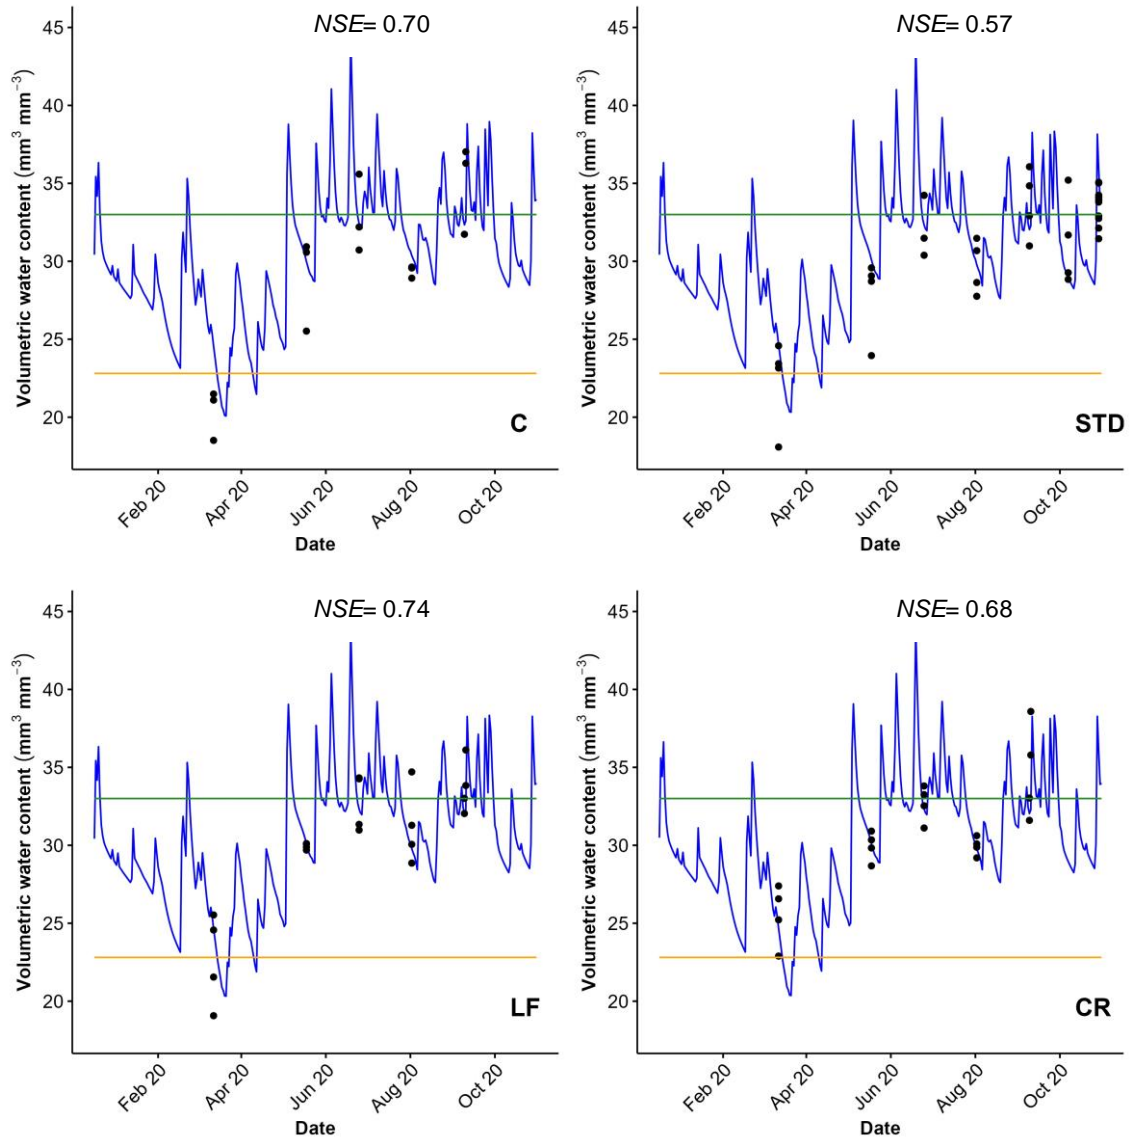 NSE= 0.70
Volumetric water content (mm³ mm⁻³)
45
40
35
30
25
20
C
Feb 20
Apr 20
Jun 20
Aug 20
Oct 20
Date
NSE= 0.57
Volumetric water content (mm³ mm⁻³)
45
40
35
30
25
20
STD
Feb 20
Apr 20
Jun 20
Aug 20
Oct 20
Date
NSE= 0.74
Volumetric water content (mm³ mm⁻³)
45
40
35
30
25
20
LF
Feb 20
Apr 20
Jun 20
Aug 20
Oct 20
Date
NSE= 0.68
Volumetric water content (mm³ mm⁻³)
45
40
35
30
25
20
CR
Feb 20
Apr 20
Jun 20
Aug 20
Oct 20
Date